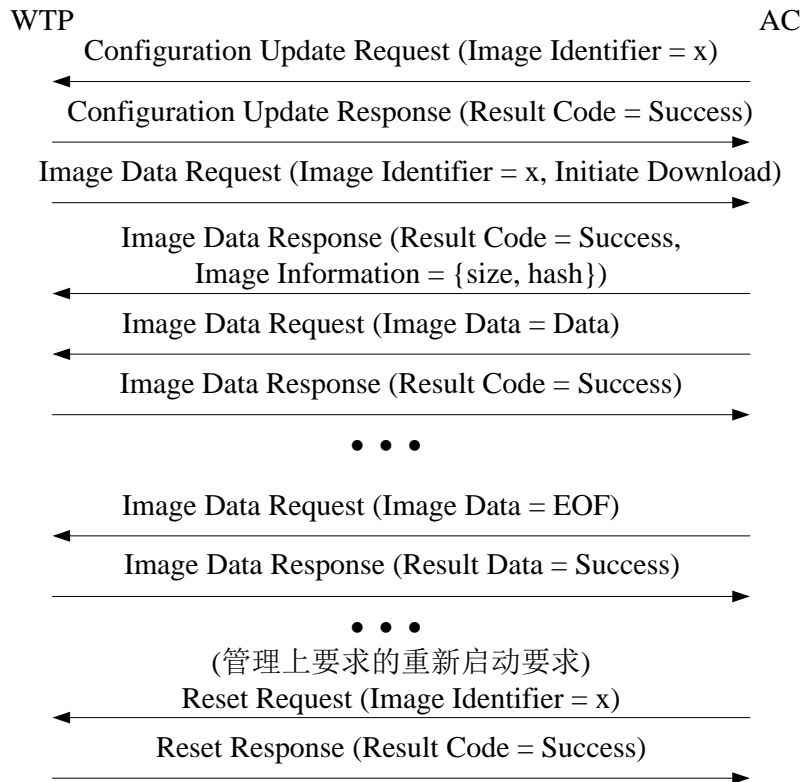 WTP AC
Configuration Update Request (Image Identifier = x)
Configuration Update Response (Result Code = Success)
Image Data Request (Image Identifier = x, Initiate Download)
Image Data Response (Result Code = Success,
Image Information = {size, hash})
Image Data Request (Image Data = Data)
Image Data Response (Result Code = Success)
• • •
Image Data Request (Image Data = EOF)
Image Data Response (Result Data = Success)
• • •
(管理上要求的重新启动要求)
Reset Request (Image Identifier = x)
Reset Response (Result Code = Success)